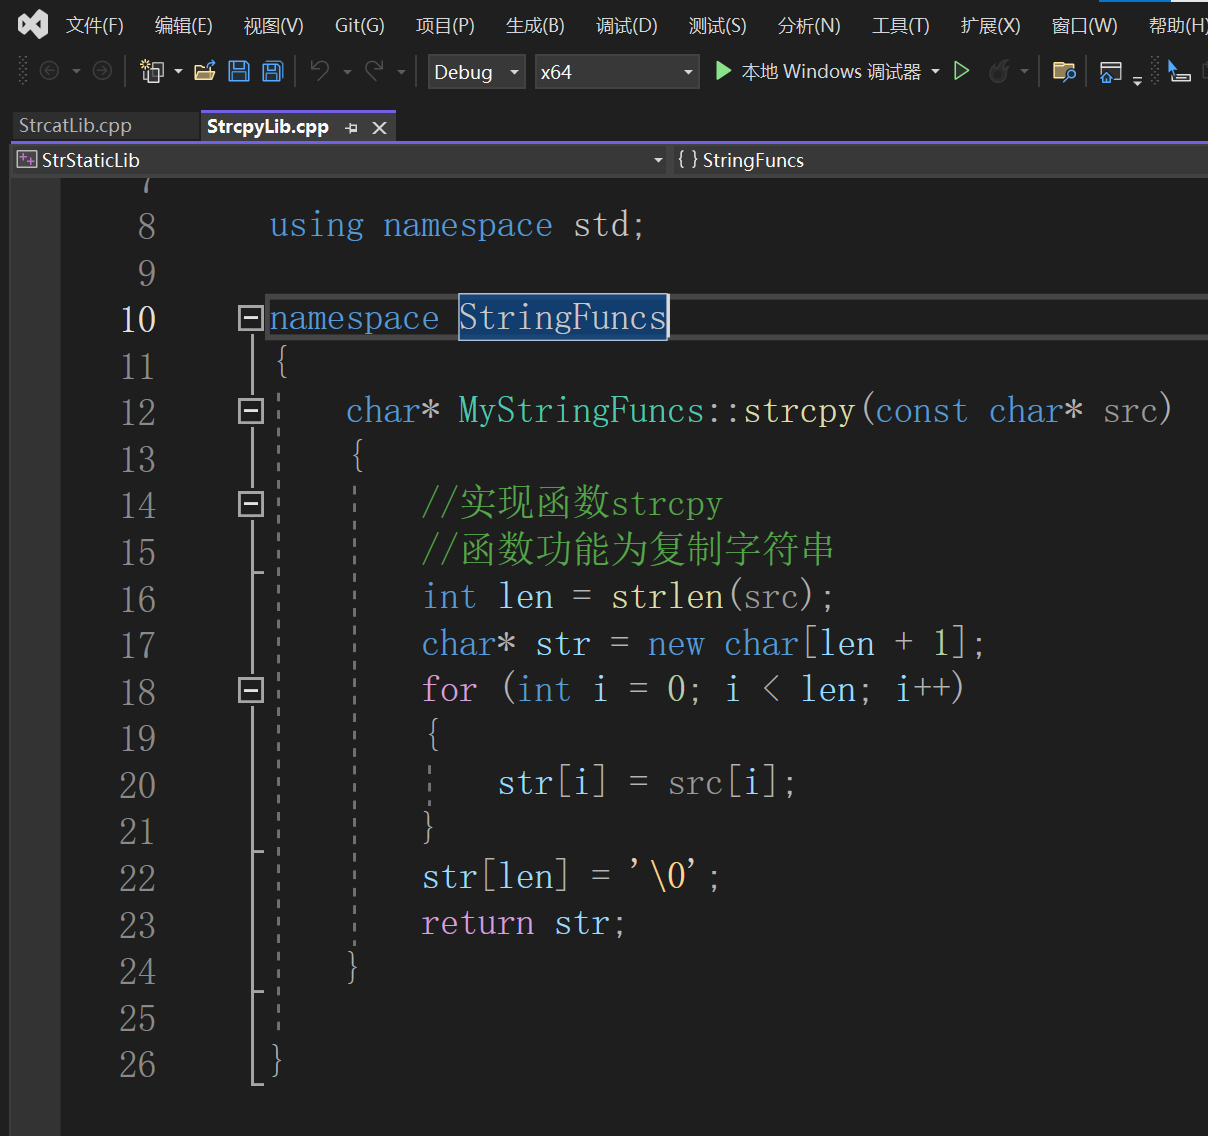 文件(F) 编辑(E) 视图(V) Git(G) 项目(P) 生成(B) 调试(D) 测试(S) 分析(N) 工具(T) 扩展(X) 窗口(W) 帮助(H)
Debug x64 本地 Windows 调试器
StrcatLib.cpp StrcpyLib.cpp
StrStaticLib { } StringFuncs
7
8 using namespace std;
9
10 namespace StringFuncs
11 {
12 char* MyStringFuncs::strcpy(const char* src)
13 {
14 //实现函数strcpy
15 //函数功能为复制字符串
16 int len = strlen(src);
17 char* str = new char[len + 1];
18 for (int i = 0; i < len; i++)
19 {
20 str[i] = src[i];
21 }
22 str[len] = '\0';
23 return str;
24 }
25
26 }